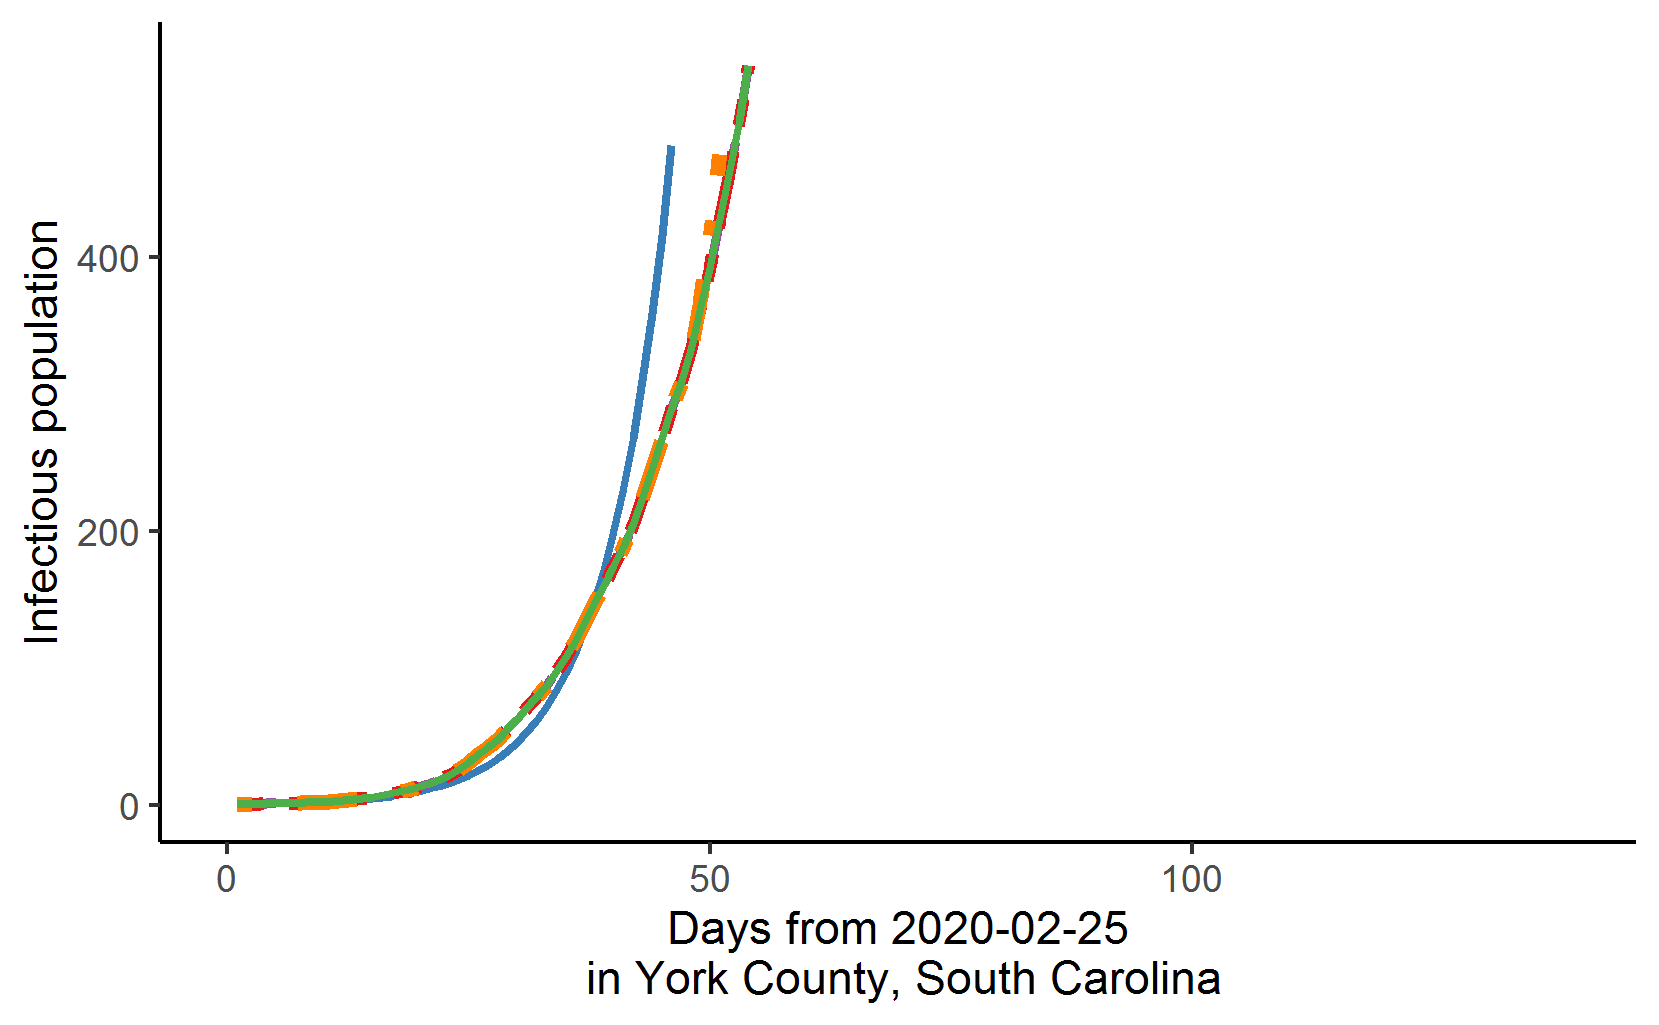 Infectious population
400
200
0
0 50 100
Days from 2020-02-25
in York County, South Carolina